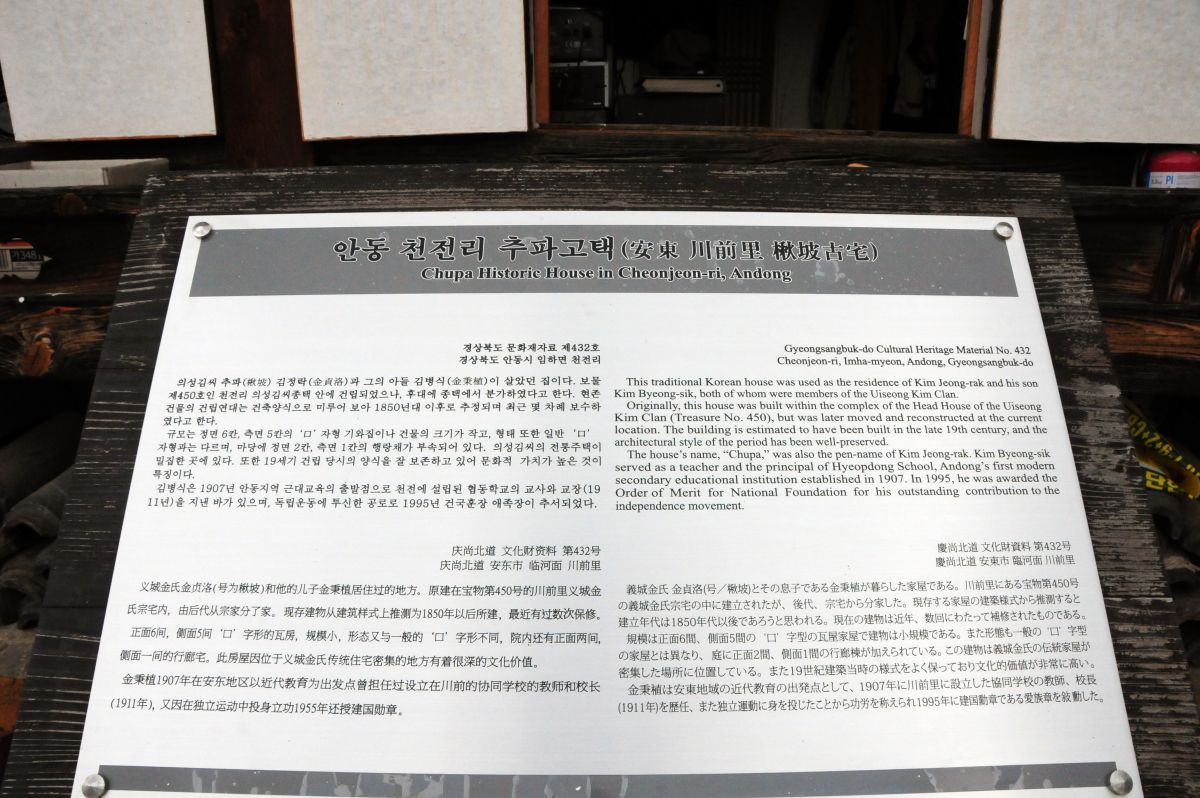 안동 천전리 추파고택(安東 川前里 楸坡古宅)
Chupa Historic House in Cheonjeon-ri, Andong
경상북도 문화재자료 제432호
경상북도 안동시 임하면 천전리
의성김씨 추파(楸坡) 김정락(金貞洛)과 그의 아들 김병식(金秉植)이 살았던 집이다. 보물
제450호인 천전리 의성김씨종택 안에 건립되었으나, 후대에 종택에서 분가하였다고 한다. 현존
건물의 건립연대는 건축양식으로 미루어 보아 1850년대 이후로 추정되며 최근 몇 차례 보수하
였다고 한다.
규모는 정면 6칸, 측면 5칸의 ‘口’자형 기와집이나 건물의 크기가 작고, 형태 또한 일반 ‘口’
자형과는 다르며, 마당에 정면 2칸, 측면 1칸의 행랑채가 부속되어 있다. 의성김씨의 전통주택이
밀집한 곳에 있다. 또한 19세기 건립 당시의 양식을 잘 보존하고 있어 문화적 가치가 높은 것이
특징이다.
김병식은 1907년 안동지역 근대교육의 출발점으로 천전에 설립된 협동학교의 교사와 교장(19
11년)을 지낸 바가 있으며, 독립운동에 투신한 공로로 1995년 건국훈장 애족장이 추서되었다.
Gyeongsangbuk-do Cultural Heritage Material No. 432
Cheonjeon-ri, Imha-myeon, Andong, Gyeongsangbuk-do
This traditional Korean house was used as the residence of Kim Jeong-rak and his son
Kim Byeong-sik, both of whom were members of the Uiseong Kim Clan.
Originally, this house was built within the complex of the Head House of the Uiseong
Kim Clan (Treasure No. 450), but was later moved and reconstructed at the current
location. The building is estimated to have been built in the late 19th century, and the
architectural style of the period has been well-preserved.
The house's name, “Chupa,” was also the pen-name of Kim Jeong-rak. Kim Byeong-sik
served as a teacher and the principal of Hyeopdong School, Andong's first modern
secondary educational institution established in 1907. In 1995, he was awarded the
Order of Merit for National Foundation for his outstanding contribution to the
independence movement.
庆尚北道 文化财资料 第432号
庆尚北道 安东市 临河面 川前里
义城金氏金贞洛(号为楸坡)和他的儿子金秉植居住过的地方。原建在宝物第450号的川前里义城金
氏宗宅内，由后代从宗家分了家。现存建物从建筑样式上推测为1850年以后所建，最近有过数次保修。
正面6间，侧面5间‘口’字形的瓦房，规模小，形态又与一般的‘口’字形不同，院内还有正面两间，
侧面一间的行廊宅。此房屋因位于义城金氏传统住宅密集的地方有着很深的文化价值。
金秉植1907年在安东地区以近代教育为出发点曾担任过设立在川前的协同学校的教师和校长
(1911年)，又因在独立运动中投身立功1955年还授建国勋章。
慶尚北道 文化財資料 第432号
慶尚北道 安東市 臨河面 川前里
義城金氏 金貞洛(号／楸坡)とその息子である金秉植が暮らした家屋である。川前里にある宝物第450号
の義城金氏宗宅の中に建立されたが、後代、宗宅から分家した。現存する家屋の建築様式から推測すると
建立年代は1850年代以後であろうと思われる。現在の建物は近年、数回にわたって補修されたものである。
規模は正面6間、側面5間の‘口’字型の瓦屋家屋で建物は小規模である。また形態も一般の‘口’字型
の家屋とは異なり、庭に正面2間、側面1間の行廊棟が加えられている。この建物は義城金氏の伝統家屋が
密集した場所に位置している。また19世紀建築当時の様式をよく保っており文化的価値が非常に高い。
金秉植は安東地域の近代教育の出発点として、1907年に川前里に設立した協同学校の教師、校長
(1911年)を歴任、また独立運動に身を投じたことから功労を称えられ1995年に建国勳章である愛族章を敘勳した。